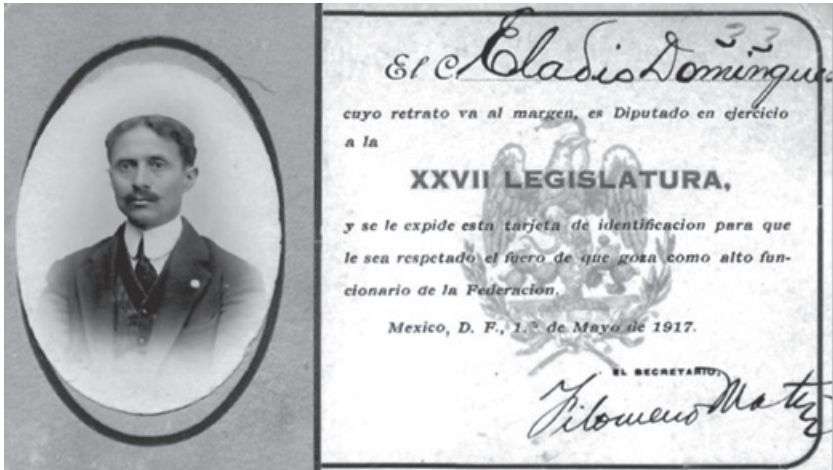 33
El C. Eladio Domíngue
cuyo retrato va al margen, es Diputado en ejercicio
a la
XXVII LEGISLATURA,
y se le expide esta tarjeta de identificacion para que
le sea respetado el fuero de que goza como alto fun-
cionario de la Federacion.
Mexico, D. F., 1.° de Mayo de 1917.
EL SECRETARIO,
Filomeno Mata